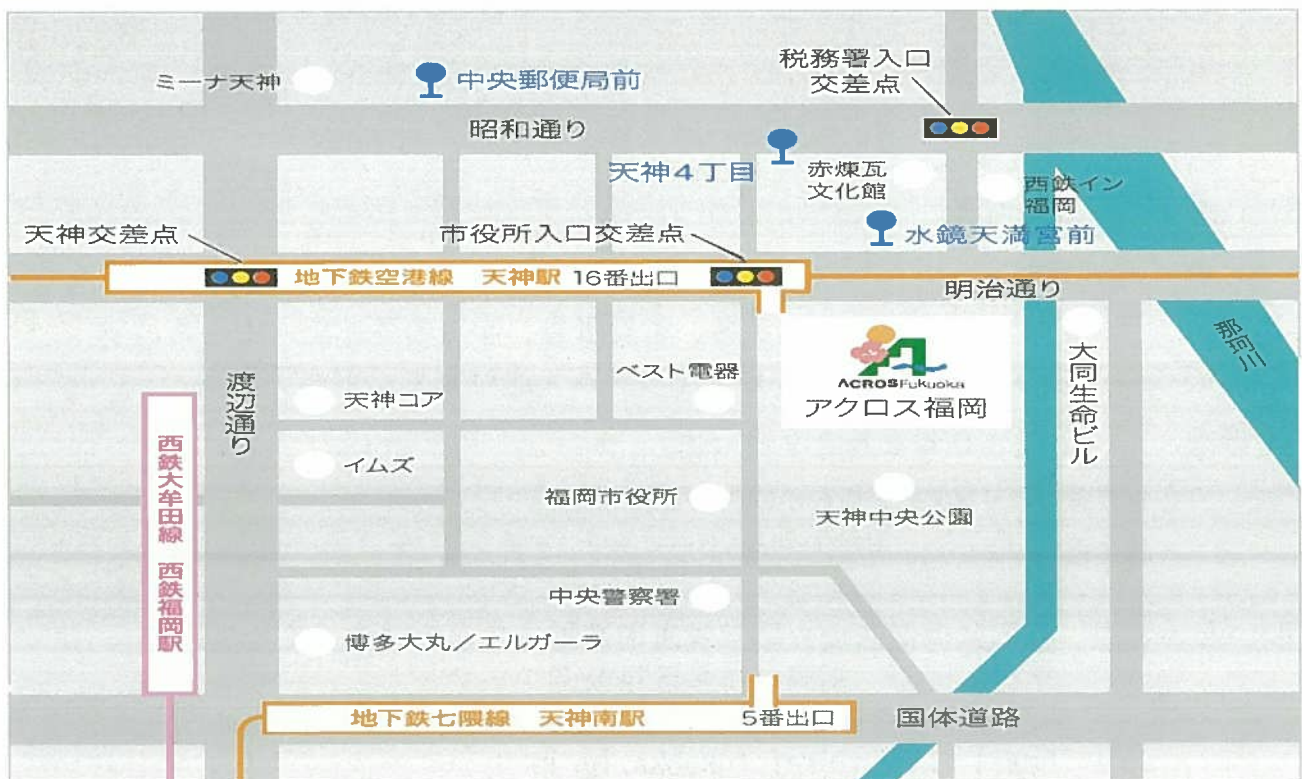 税務署入口
交差点
ミーナ天神
中央郵便局前
昭和通り
天神4丁目
赤煉瓦
文化館
西鉄イン
福岡
天神交差点
市役所入口交差点
水鏡天満宮前
地下鉄空港線 天神駅 16番出口
明治通り
那珂川
ACROS Fukuoka
アクロス福岡
大同生命ビル
ベスト電器
渡辺通り
天神コア
西鉄大牟田線 西鉄福岡駅
イムズ
福岡市役所
天神中央公園
中央警察署
博多大丸/エルガーラ
地下鉄七隈線 天神南駅 5番出口
国体道路